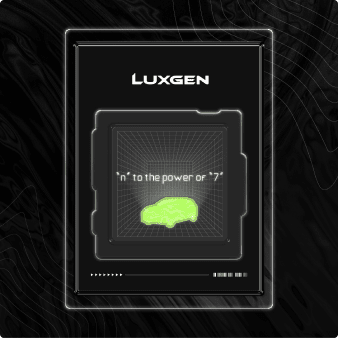 LUXGEN
"n" to the power of "7"